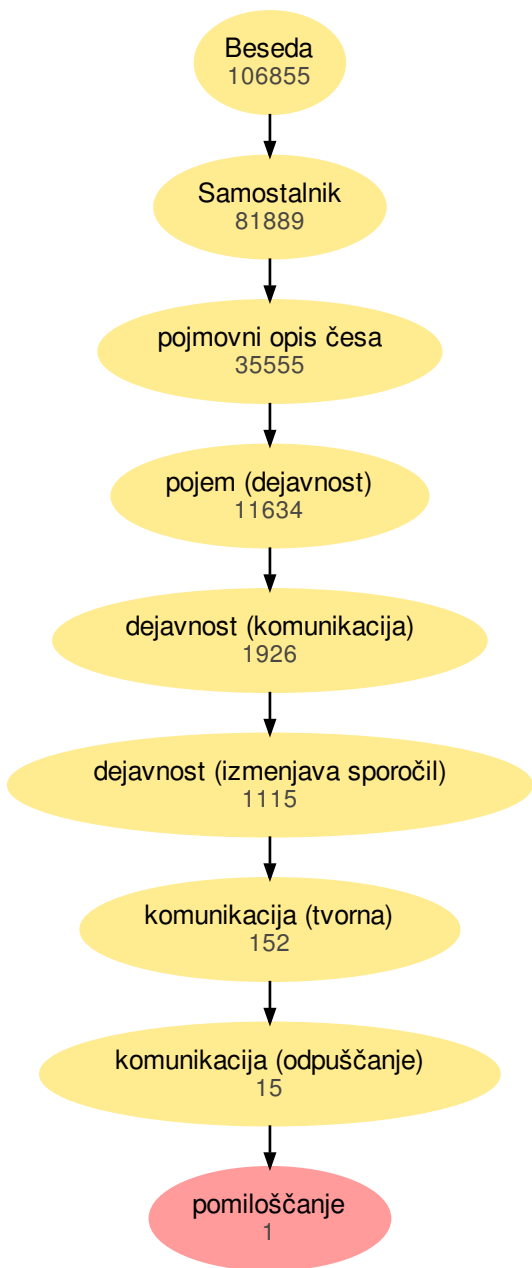 Beseda
106855
Samostalnik
81889
pojmovni opis česa
35555
pojem (dejavnost)
11634
dejavnost (komunikacija)
1926
dejavnost (izmenjava sporočil)
1115
komunikacija (tvorna)
152
komunikacija (odpuščanje)
15
pomiloščanje
1